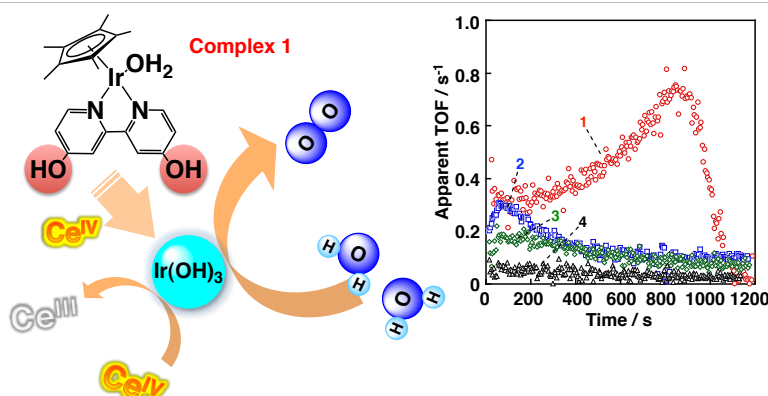 Complex 1
Ir
OH2
N
N
HO
OH
CeIV
Ir(OH)3
CeIII
CeIV
O
O
H
O
H
O
H
H
1.0
0.8
0.6
0.4
0.2
0
Apparent TOF / s-1
1
2
3
4
0
200
400
600
800
1000
1200
Time / s